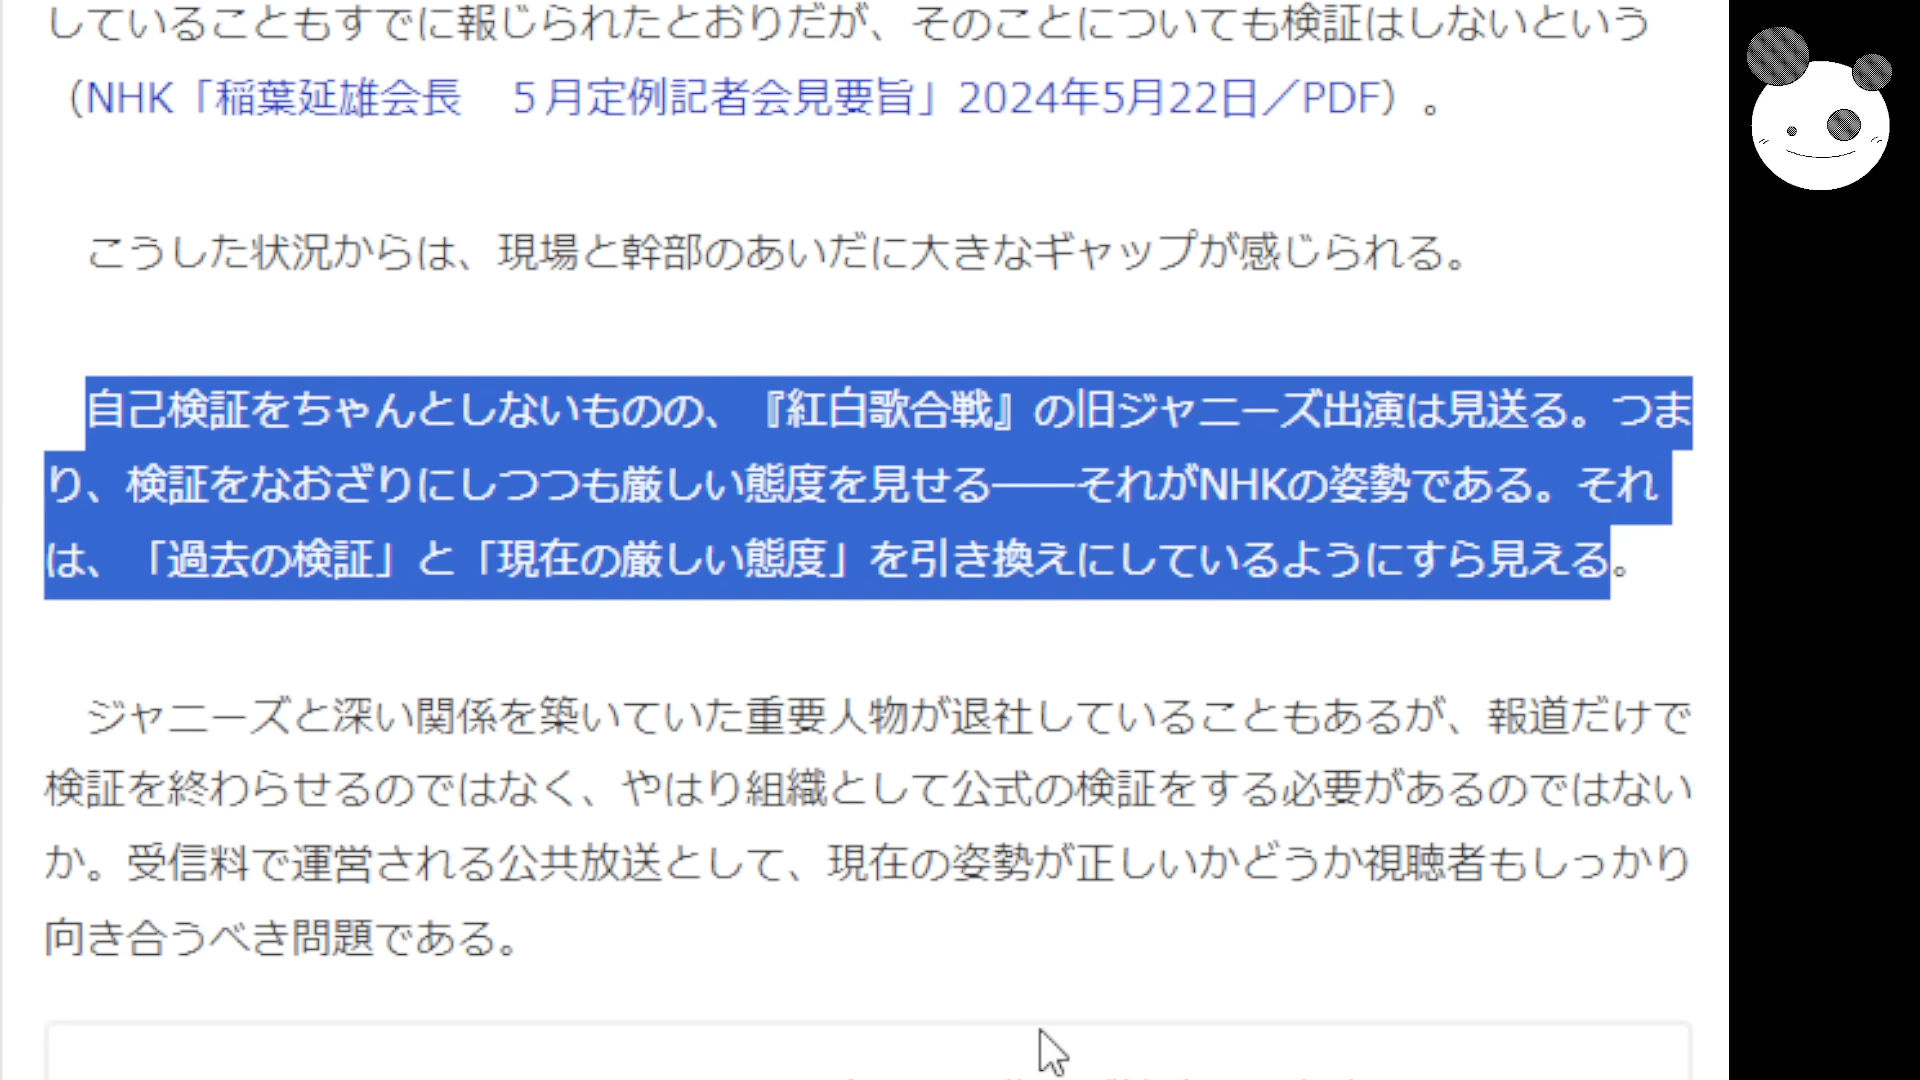 していることもすでに報じられたとおりだが、そのことについても検証はしないという
（NHK「稲葉延雄会長　５月定例記者会見要旨」2024年5月22日／PDF）。
こうした状況からは、現場と幹部のあいだに大きなギャップが感じられる。
自己検証をちゃんとしないものの、『紅白歌合戦』の旧ジャニーズ出演は見送る。つま
り、検証をなおざりにしつつも厳しい態度を見せる――それがNHKの姿勢である。それ
は、「過去の検証」と「現在の厳しい態度」を引き換えにしているようにすら見える。
ジャニーズと深い関係を築いていた重要人物が退社していることもあるが、報道だけで
検証を終わらせるのではなく、やはり組織として公式の検証をする必要があるのではない
か。受信料で運営される公共放送として、現在の姿勢が正しいかどうか視聴者もしっかり
向き合うべき問題である。